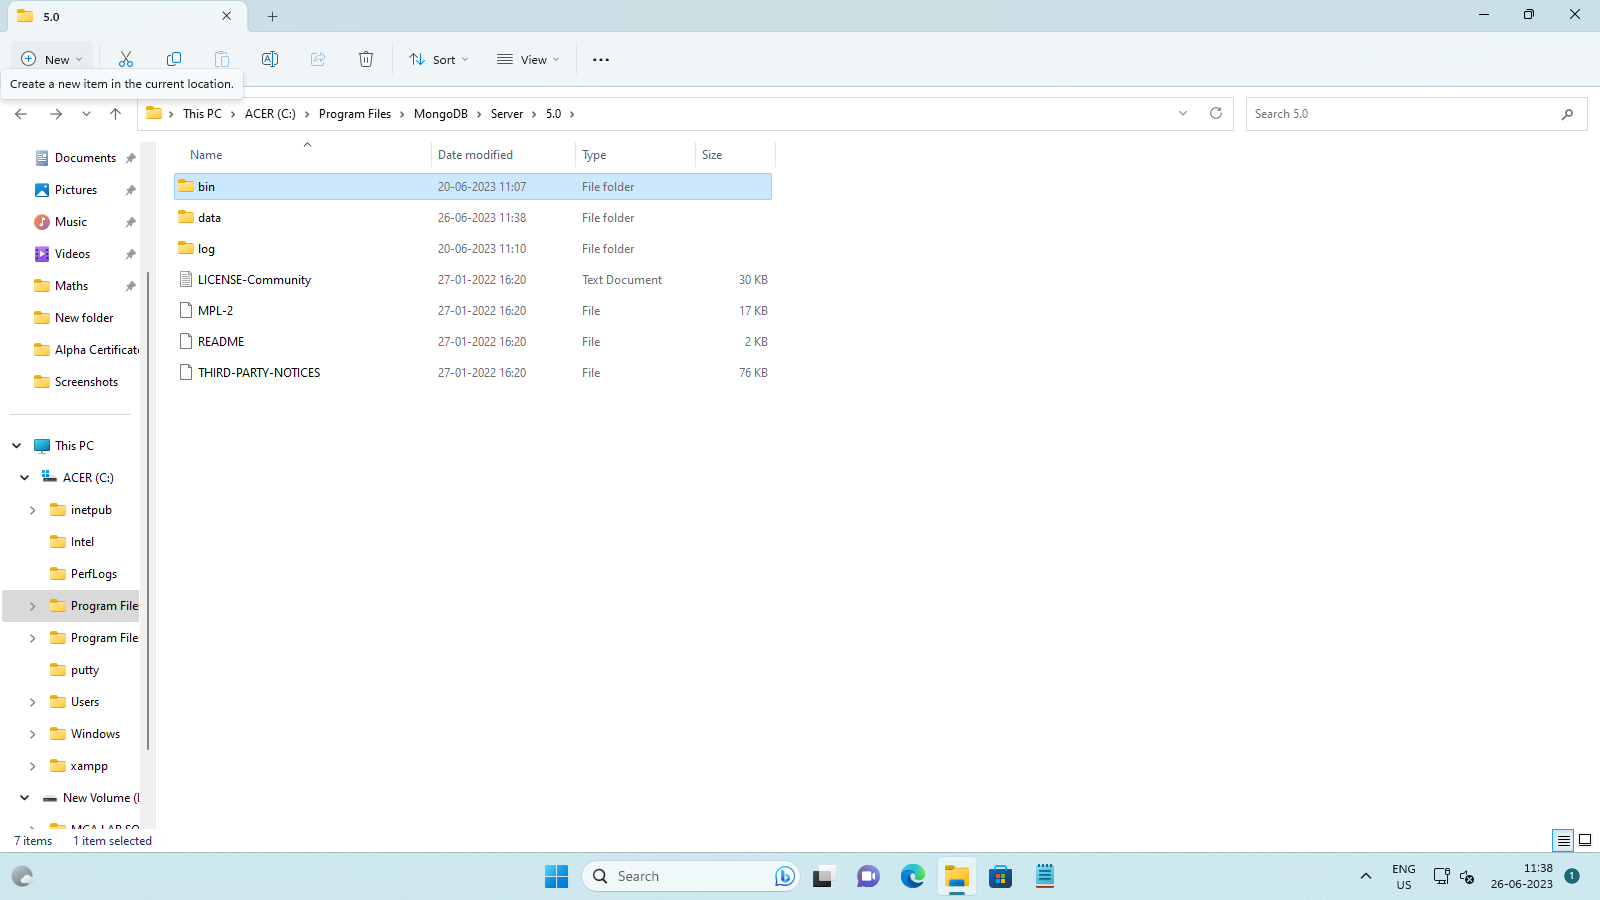 5.0
New
Sort
View
Create a new item in the current location.
This PC
ACER (C:)
Program Files
MongoDB
Server
5.0
Search 5.0
Name
Date modified
Type
Size
bin
20-06-2023 11:07
File folder
data
26-06-2023 11:38
File folder
log
20-06-2023 11:10
File folder
LICENSE-Community
27-01-2022 16:20
Text Document
30 KB
MPL-2
27-01-2022 16:20
File
17 KB
README
27-01-2022 16:20
File
2 KB
THIRD-PARTY-NOTICES
27-01-2022 16:20
File
76 KB
Documents
Pictures
Music
Videos
Maths
New folder
Alpha Certificat
Screenshots
This PC
ACER (C:)
inetpub
Intel
PerfLogs
Program File
Program File
putty
Users
Windows
xampp
New Volume (
MCA LAB SO
7 items
1 item selected
Search
ENG
US
11:38
26-06-2023
1